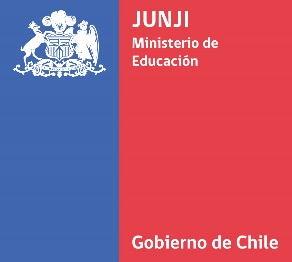 JUNJI
Ministerio de
Educación
Gobierno de Chile